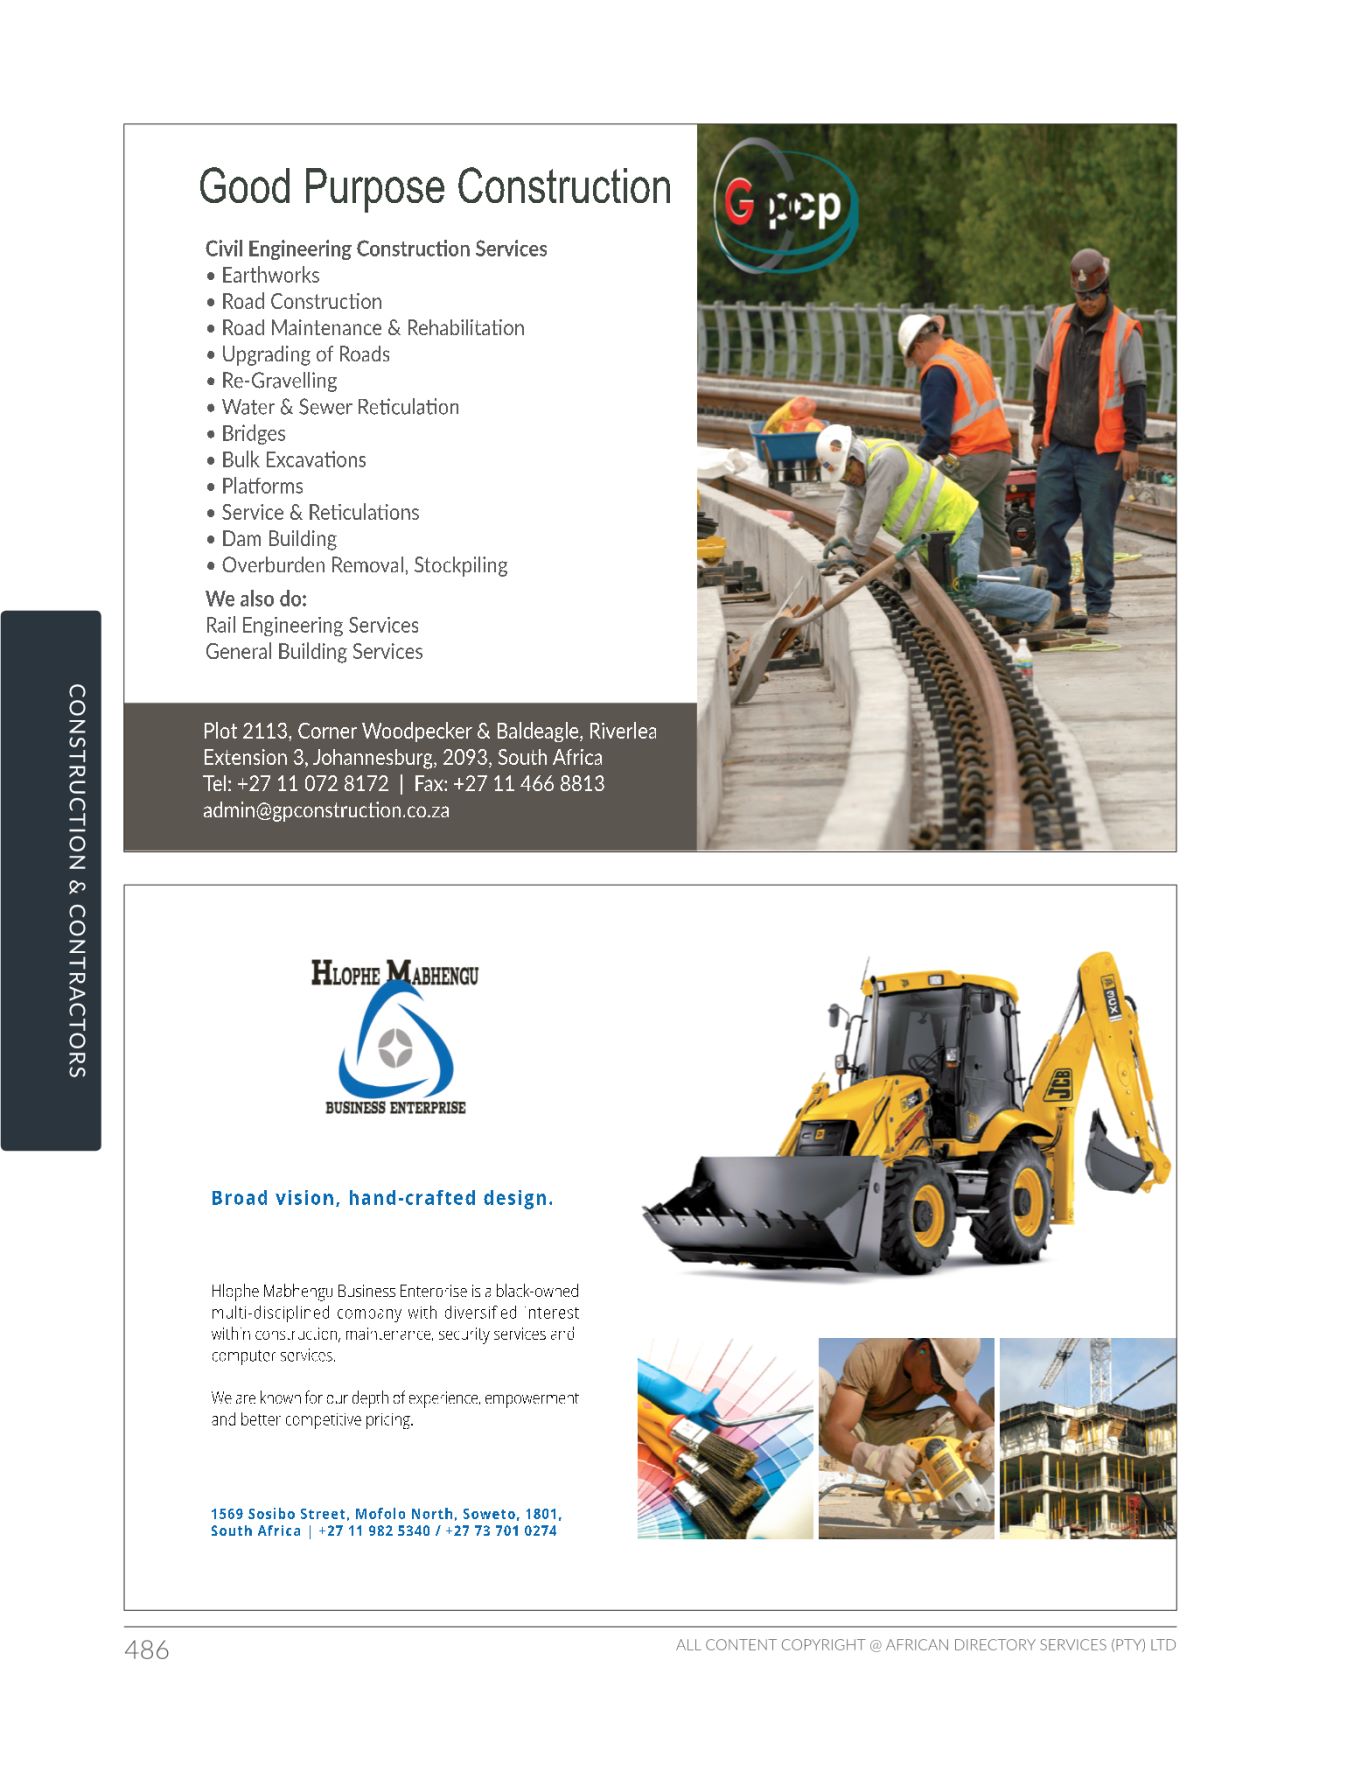 Good Purpose Construction
Civil Engineering Construction Services
• Earthworks
• Road Construction
• Road Maintenance & Rehabilitation
• Upgrading of Roads
• Re-Gravelling
• Water & Sewer Reticulation
• Bridges
• Bulk Excavations
• Platforms
• Service & Reticulations
• Dam Building
• Overburden Removal, Stockpiling
We also do:
Rail Engineering Services
General Building Services
Plot 2113, Corner Woodpecker & Baldeagle, Riverlea
Extension 3, Johannesburg, 2093, South Africa
Tel: +27 11 072 8172 | Fax: +27 11 466 8813
admin@gpconstruction.co.za
G pcp
CONSTRUCTION & CONTRACTORS
HLOPHE MABHENGU
BUSINESS ENTERPRISE
Broad vision, hand-crafted design.
Hlophe Mabhengu Business Enterprise is a black-owned
multi-disciplined company with diversified interest
within construction, maintenance, security services and
computer services.
We are known for our depth of experience, empowerment
and better competitive pricing.
1569 Sosibo Street, Mofolo North, Soweto, 1801,
South Africa | +27 11 982 5340 / +27 73 701 0274
3CX
JCB
486
ALL CONTENT COPYRIGHT @ AFRICAN DIRECTORY SERVICES (PTY) LTD